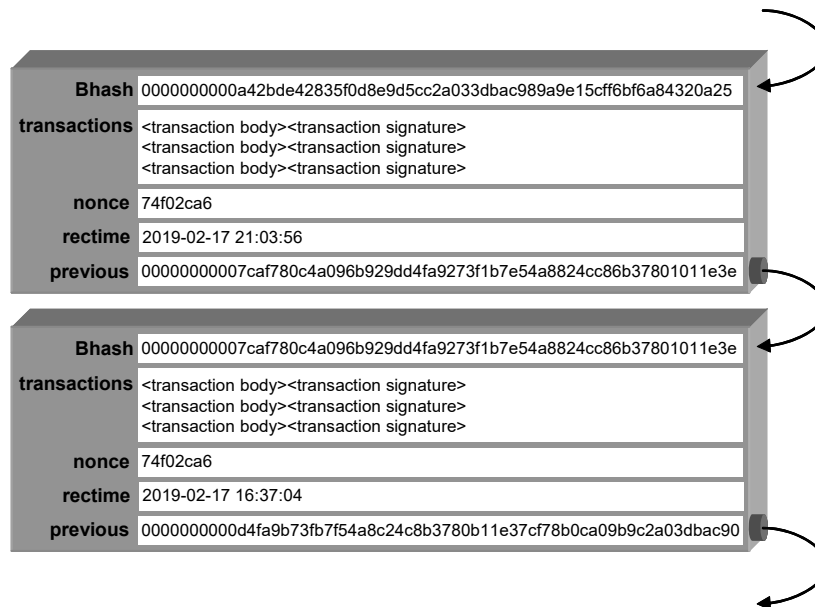 Bhash 0000000000a42bde42835f0d8e9d5cc2a033dbac989a9e15cff6bf6a84320a25
transactions <transaction body><transaction signature>
<transaction body><transaction signature>
<transaction body><transaction signature>
nonce 74f02ca6
rectime 2019-02-17 21:03:56
previous 00000000007caf780c4a096b929dd4fa9273f1b7e54a8824cc86b37801011e3e
Bhash 00000000007caf780c4a096b929dd4fa9273f1b7e54a8824cc86b37801011e3e
transactions <transaction body><transaction signature>
<transaction body><transaction signature>
<transaction body><transaction signature>
nonce 74f02ca6
rectime 2019-02-17 16:37:04
previous 0000000000d4fa9b73fb7f54a8c24c8b3780b11e37cf78b0ca09b9c2a03dbac90